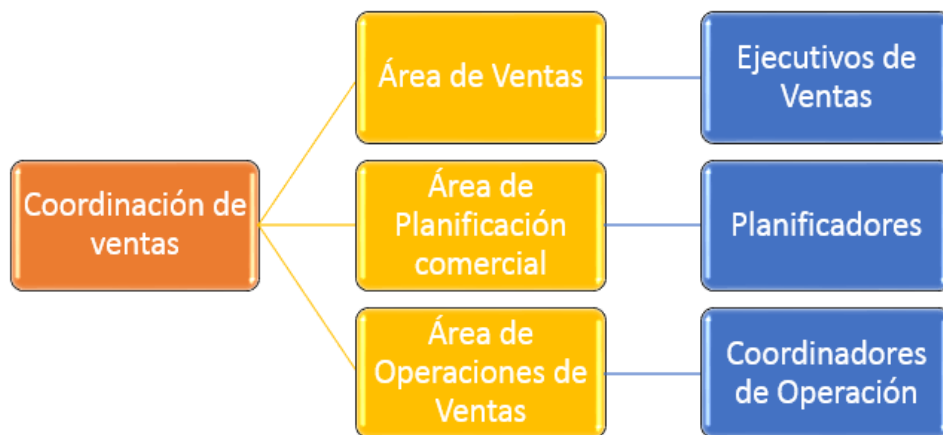 Coordinación de
ventas
Área de Ventas
Ejecutivos de
Ventas
Área de
Planificación
comercial
Planificadores
Área de
Operaciones de
Ventas
Coordinadores
de Operación